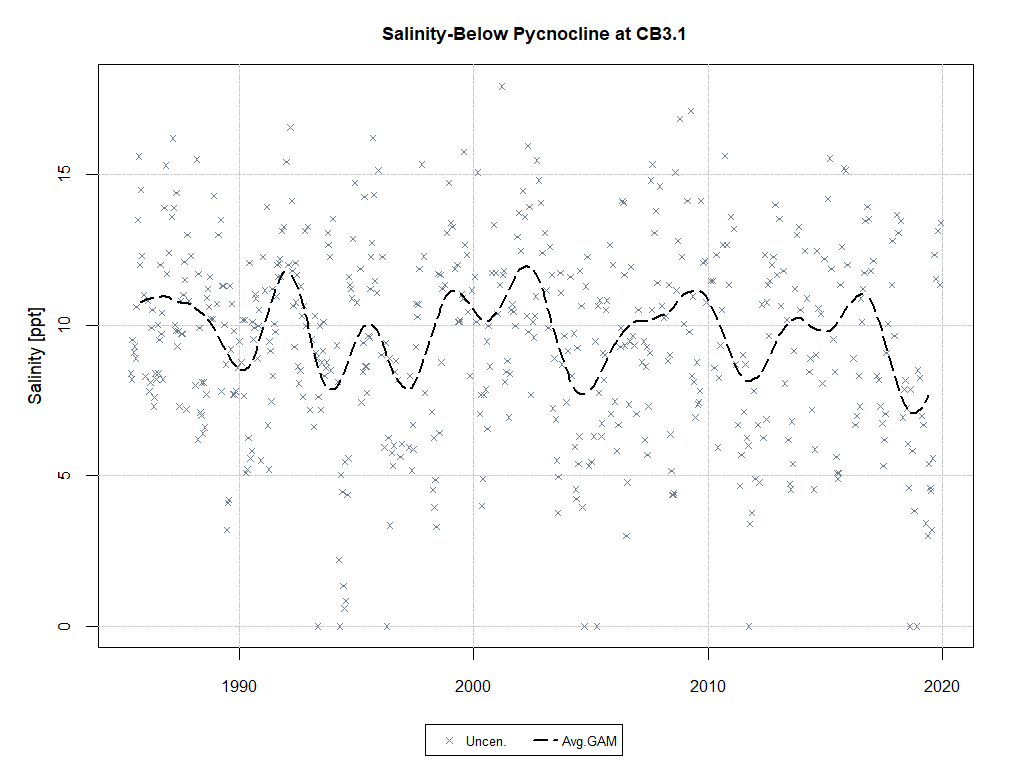 Salinity-Below Pycnocline at CB3.1
Salinity [ppt]
15
10
5
0
1990 2000 2010 2020
Uncen. Avg.GAM